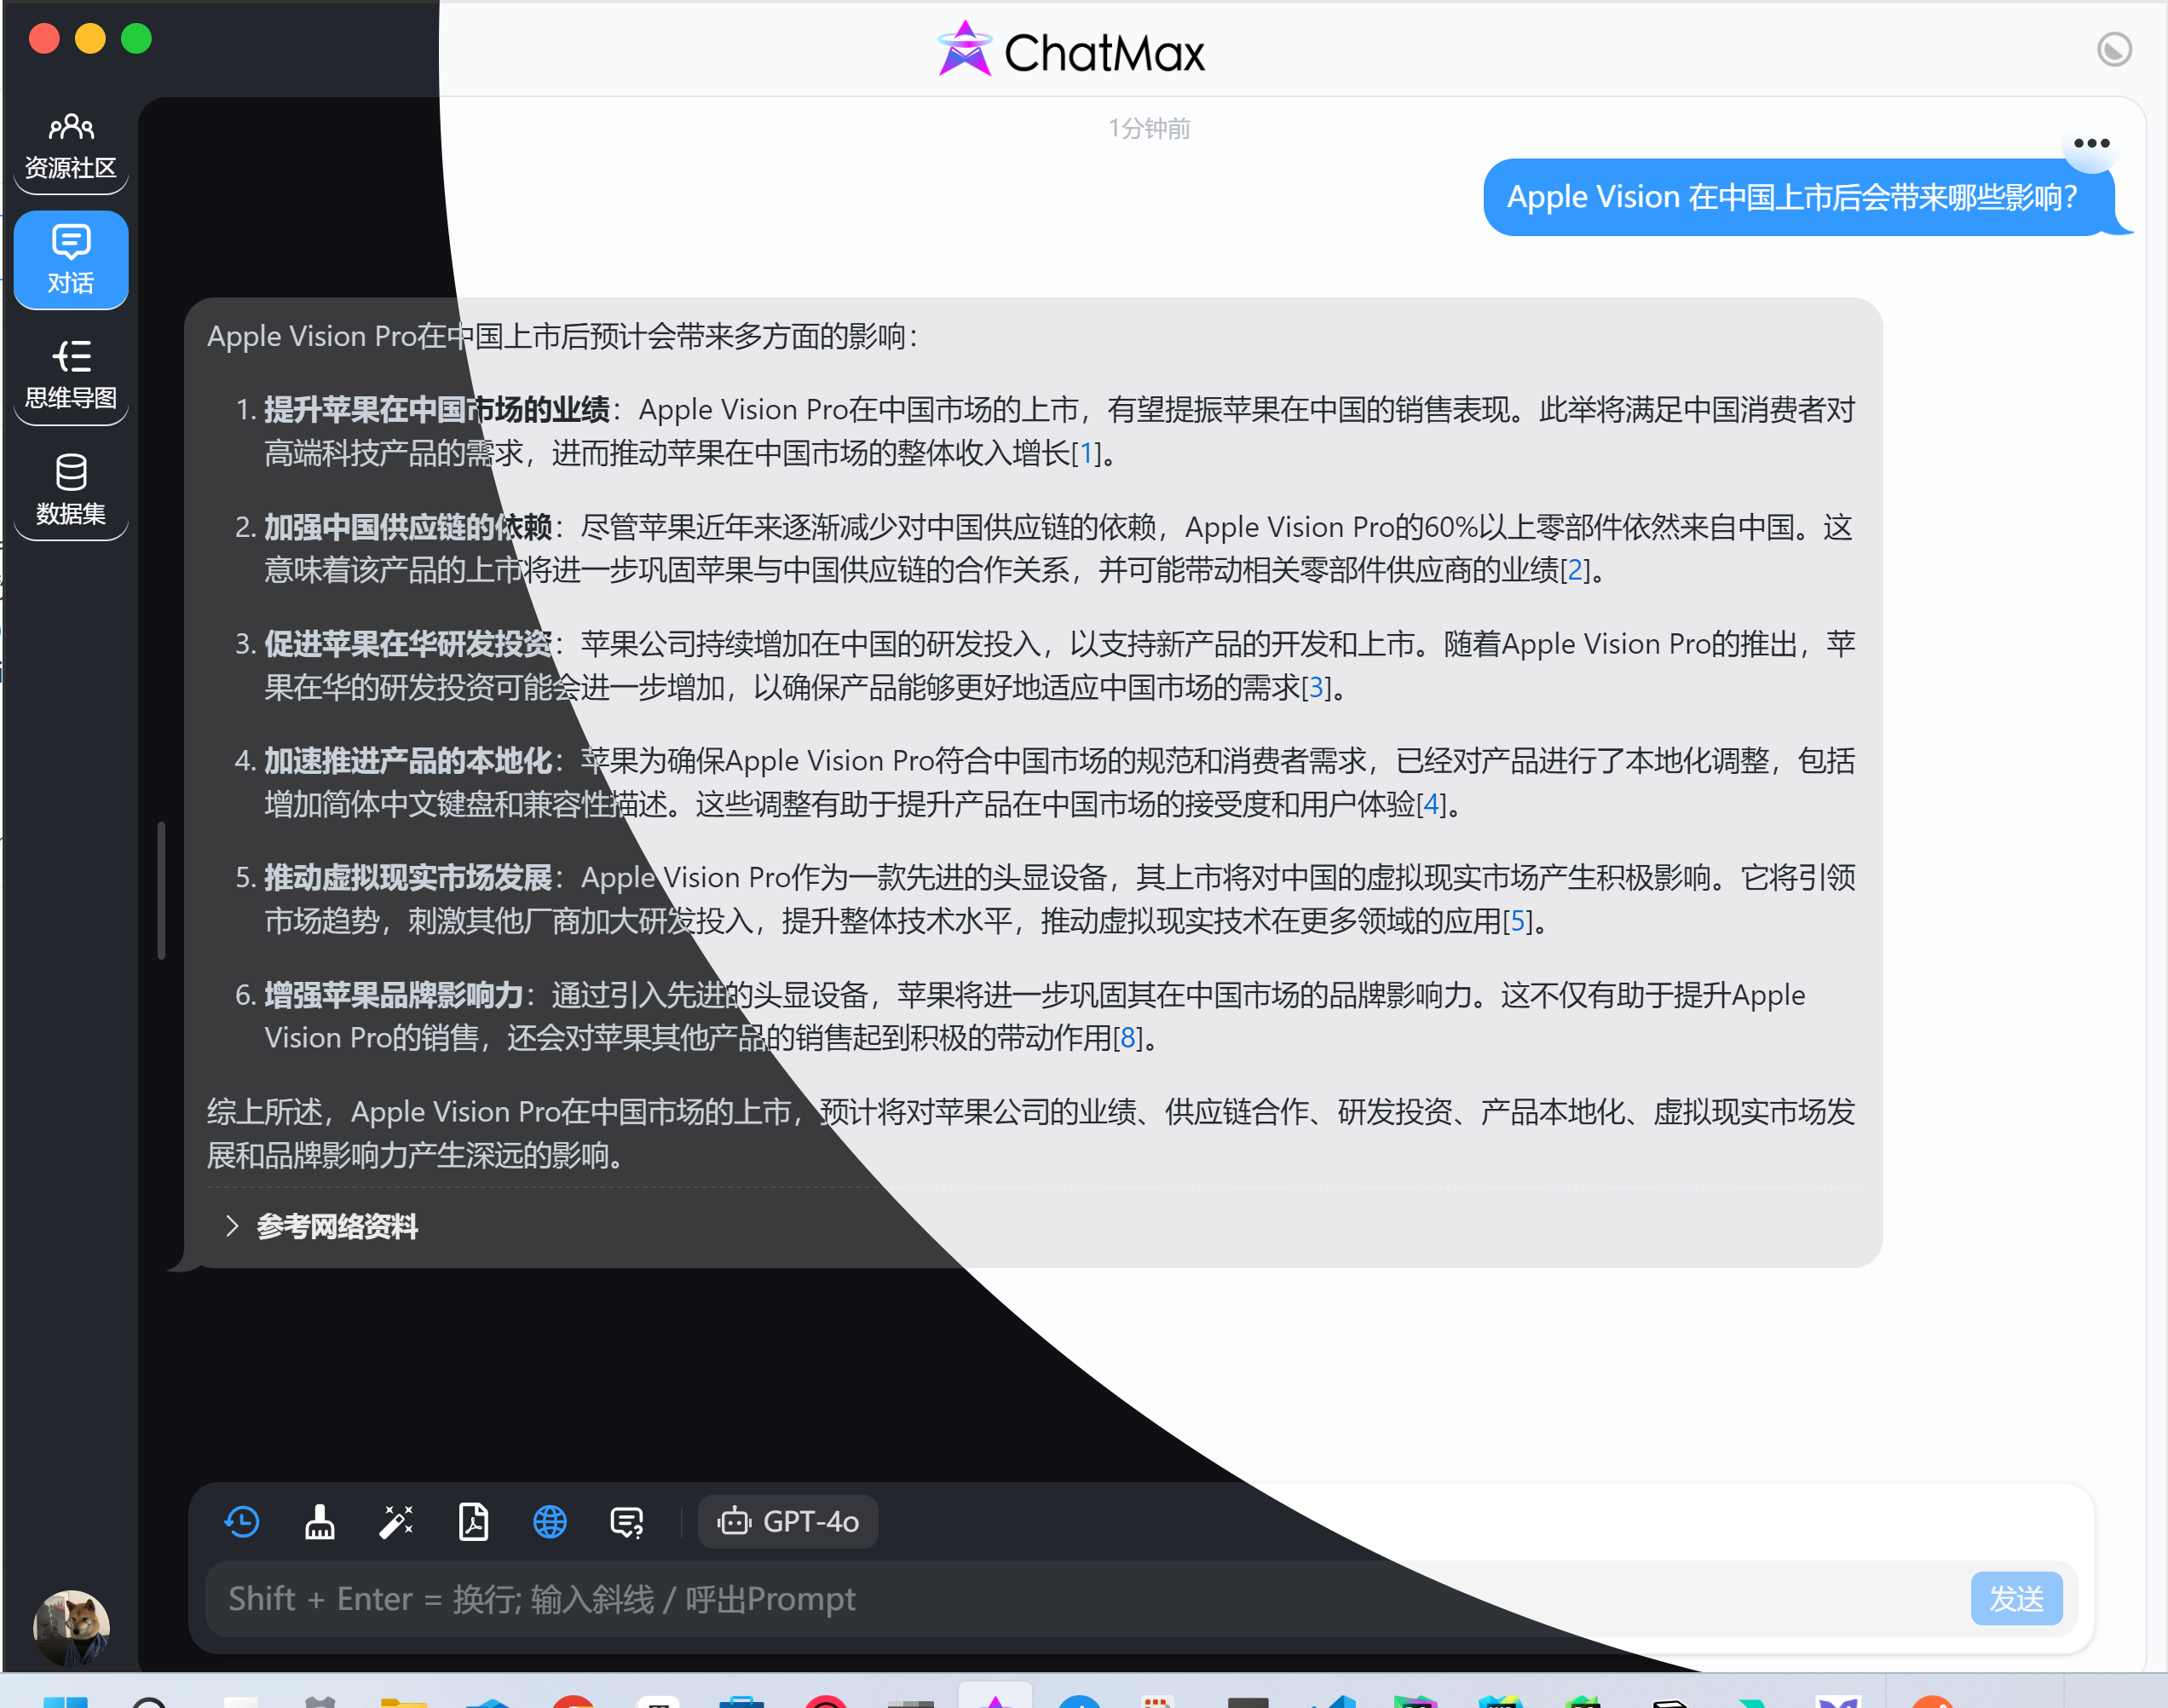 ChatMax
资源社区
对话
思维导图
数据集
1分钟前
Apple Vision 在中国上市后会带来哪些影响?
Apple Vision Pro在中国上市后预计会带来多方面的影响：
1. 提升苹果在中国市场的业绩：Apple Vision Pro在中国市场的上市，有望提振苹果在中国的销售表现。此举将满足中国消费者对
高端科技产品的需求，进而推动苹果在中国市场的整体收入增长[1]。
2. 加强中国供应链的依赖：尽管苹果近年来逐渐减少对中国供应链的依赖，Apple Vision Pro的60%以上零部件依然来自中国。这
意味着该产品的上市将进一步巩固苹果与中国供应链的合作关系，并可能带动相关零部件供应商的业绩[2]。
3. 促进苹果在华研发投资：苹果公司持续增加在中国的研发投入，以支持新产品的开发和上市。随着Apple Vision Pro的推出，苹
果在华的研发投资可能会进一步增加，以确保产品能够更好地适应中国市场的需求[3]。
4. 加速推进产品的本地化：苹果为确保Apple Vision Pro符合中国市场的规范和消费者需求，已经对产品进行了本地化调整，包括
增加简体中文键盘和兼容性描述。这些调整有助于提升产品在中国市场的接受度和用户体验[4]。
5. 推动虚拟现实市场发展：Apple Vision Pro作为一款先进的头显设备，其上市将对中国的虚拟现实市场产生积极影响。它将引领
市场趋势，刺激其他厂商加大研发投入，提升整体技术水平，推动虚拟现实技术在更多领域的应用[5]。
6. 增强苹果品牌影响力：通过引入先进的头显设备，苹果将进一步巩固其在中国市场的品牌影响力。这不仅有助于提升Apple
Vision Pro的销售，还会对苹果其他产品的销售起到积极的带动作用[8]。
综上所述，Apple Vision Pro在中国市场的上市，预计将对苹果公司的业绩、供应链合作、研发投资、产品本地化、虚拟现实市场发
展和品牌影响力产生深远的影响。
参考网络资料
GPT-4o
Shift + Enter = 换行; 输入斜线 / 呼出Prompt
发送